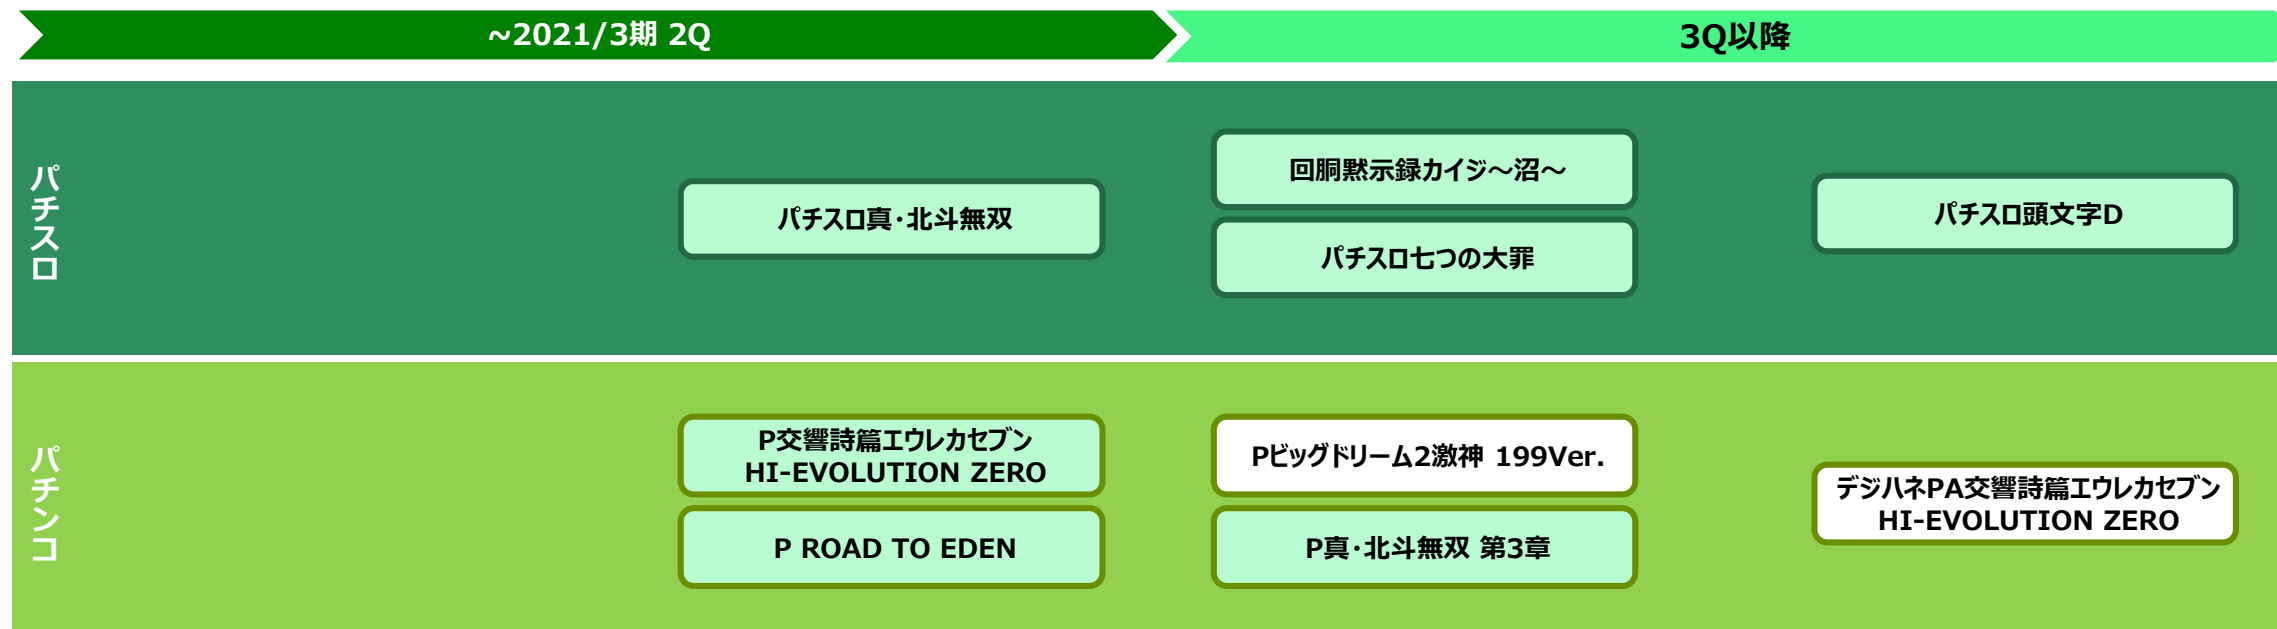 ~2021/3期 2Q
3Q以降
パチスロ
パチスロ真・北斗無双
回胴黙示録カイジ～沼～
パチスロ七つの大罪
パチスロ頭文字D
パチンコ
P交響詩篇エウレカセブン
HI-EVOLUTION ZERO
P ROAD TO EDEN
Pビッグドリーム2激神 199Ver.
P真・北斗無双 第3章
デジハネPA交響詩篇エウレカセブン
HI-EVOLUTION ZERO